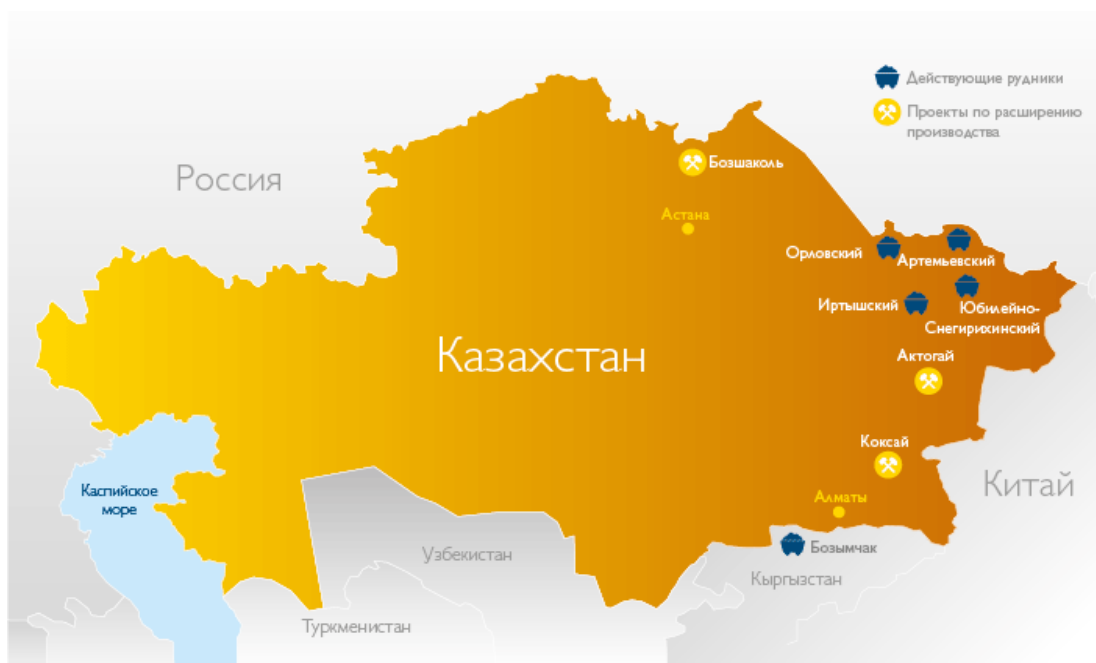 Действующие рудники
Проекты по расширению
производства
Россия
Бозшаколь
Астана
Орловский
Артемьевский
Иртышский
Юбилейно-
Снегирихинский
Казахстан
Актогай
Коксай
Китай
Каспийское
море
Алматы
Бозымчак
Узбекистан
Кыргызстан
Туркменистан